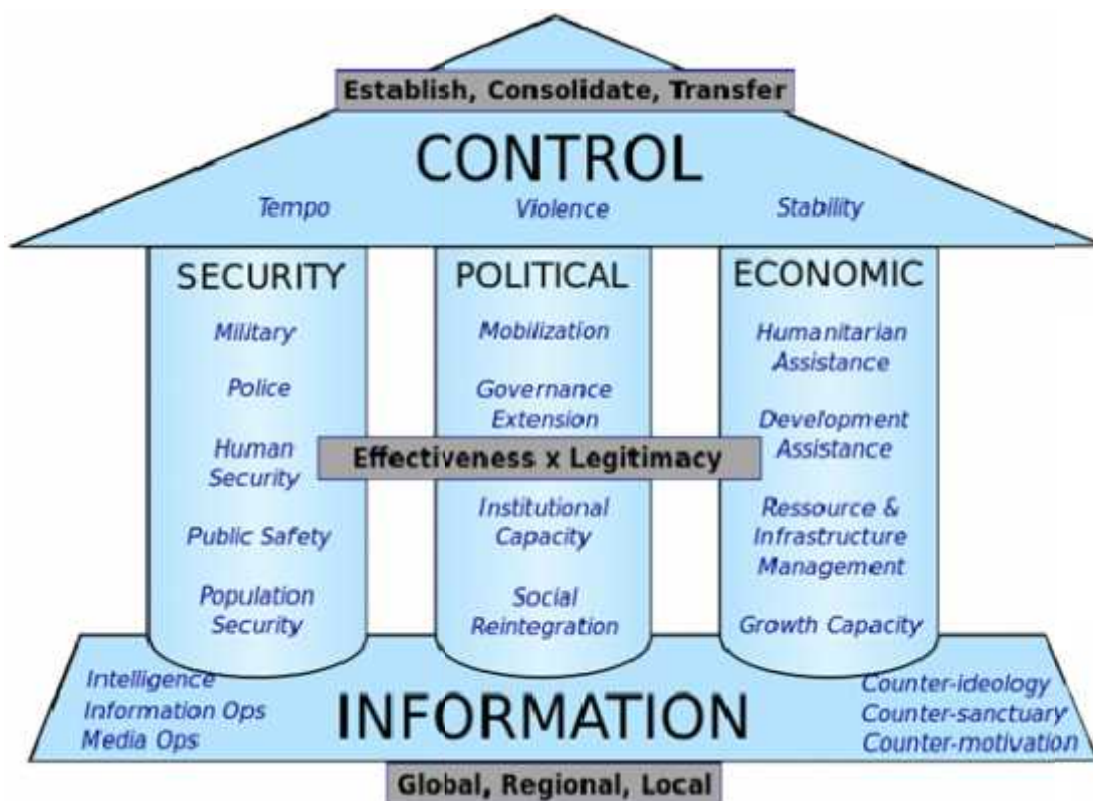 Establish, Consolidate, Transfer
CONTROL
Tempo
Violence
Stability
SECURITY
Military
Police
Human
Security
Public Safety
Population
Security
POLITICAL
Mobilization
Governance
Extension
Effectiveness x Legitimacy
Institutional
Capacity
Social
Reintegration
ECONOMIC
Humanitarian
Assistance
Development
Assistance
Ressource &
Infrastructure
Management
Growth Capacity
Intelligence
Information Ops
Media Ops
INFORMATION
Counter-ideology
Counter-sanctuary
Counter-motivation
Global, Regional, Local